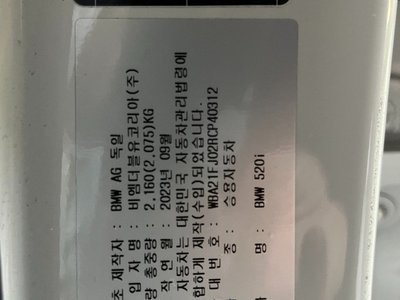 초 제작자 : BMW AG 독일
입 자 명 : 비엠더블유코리아(주)
량 총중량 : 2,160(2,075)KG
작 연 월 : 2023년 09월
자동차는 대한민국 자동차관리법령에
합하게 제작(수입)되었습니다.
대 번 호 : WBA21FJ02RCP40312
종 : 승용자동차
명 : BMW 520i